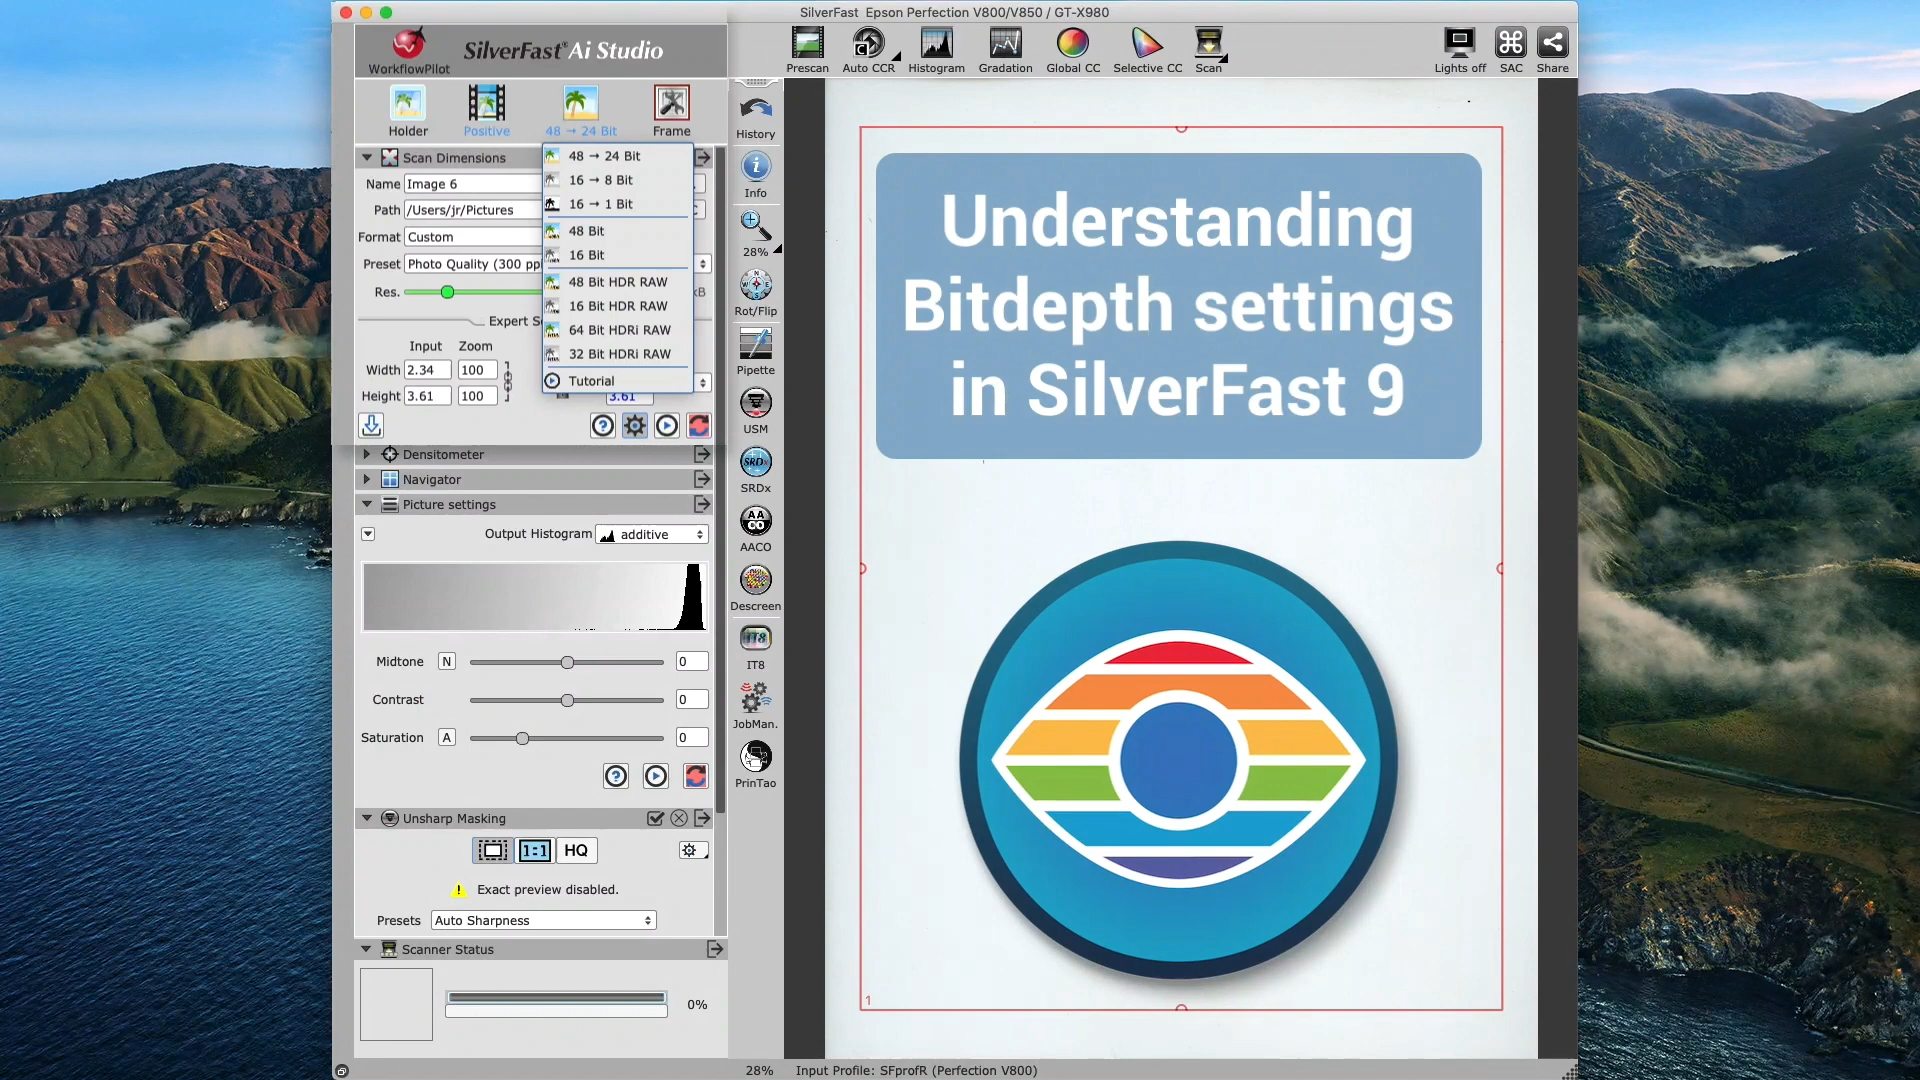 SilverFast Epson Perfection V800/V850 / GT-X980
WorkflowPilot
SilverFast® Ai Studio
Prescan
Auto CCR
Histogram
Gradation
Global CC
Selective CC
Scan
Lights off
SAC
Share
Holder
Positive
48 → 24 Bit
Frame
Scan Dimensions
Name Image 6
Path /Users/jr/Pictures
Format Custom
Preset Photo Quality (300 pp
Res.
Expert S
Input Zoom
Width 2.34 100
Height 3.61 100
3.61
48 → 24 Bit
16 → 8 Bit
16 → 1 Bit
48 Bit
16 Bit
48 Bit HDR RAW
16 Bit HDR RAW
64 Bit HDRi RAW
32 Bit HDRi RAW
Tutorial
Densitometer
Navigator
Picture settings
Output Histogram additive
Midtone N 0
Contrast 0
Saturation A 0
Unsharp Masking
1:1 HQ
Exact preview disabled.
Presets Auto Sharpness
Scanner Status
0%
History
Info
28%
Rot/Flip
Pipette
USM
SRDx
SRDx
AACO
Descreen
IT8
IT8
JobMan.
PrinTao
Understanding
Bitdepth settings
in SilverFast 9
1
28% Input Profile: SFprofR (Perfection V800)